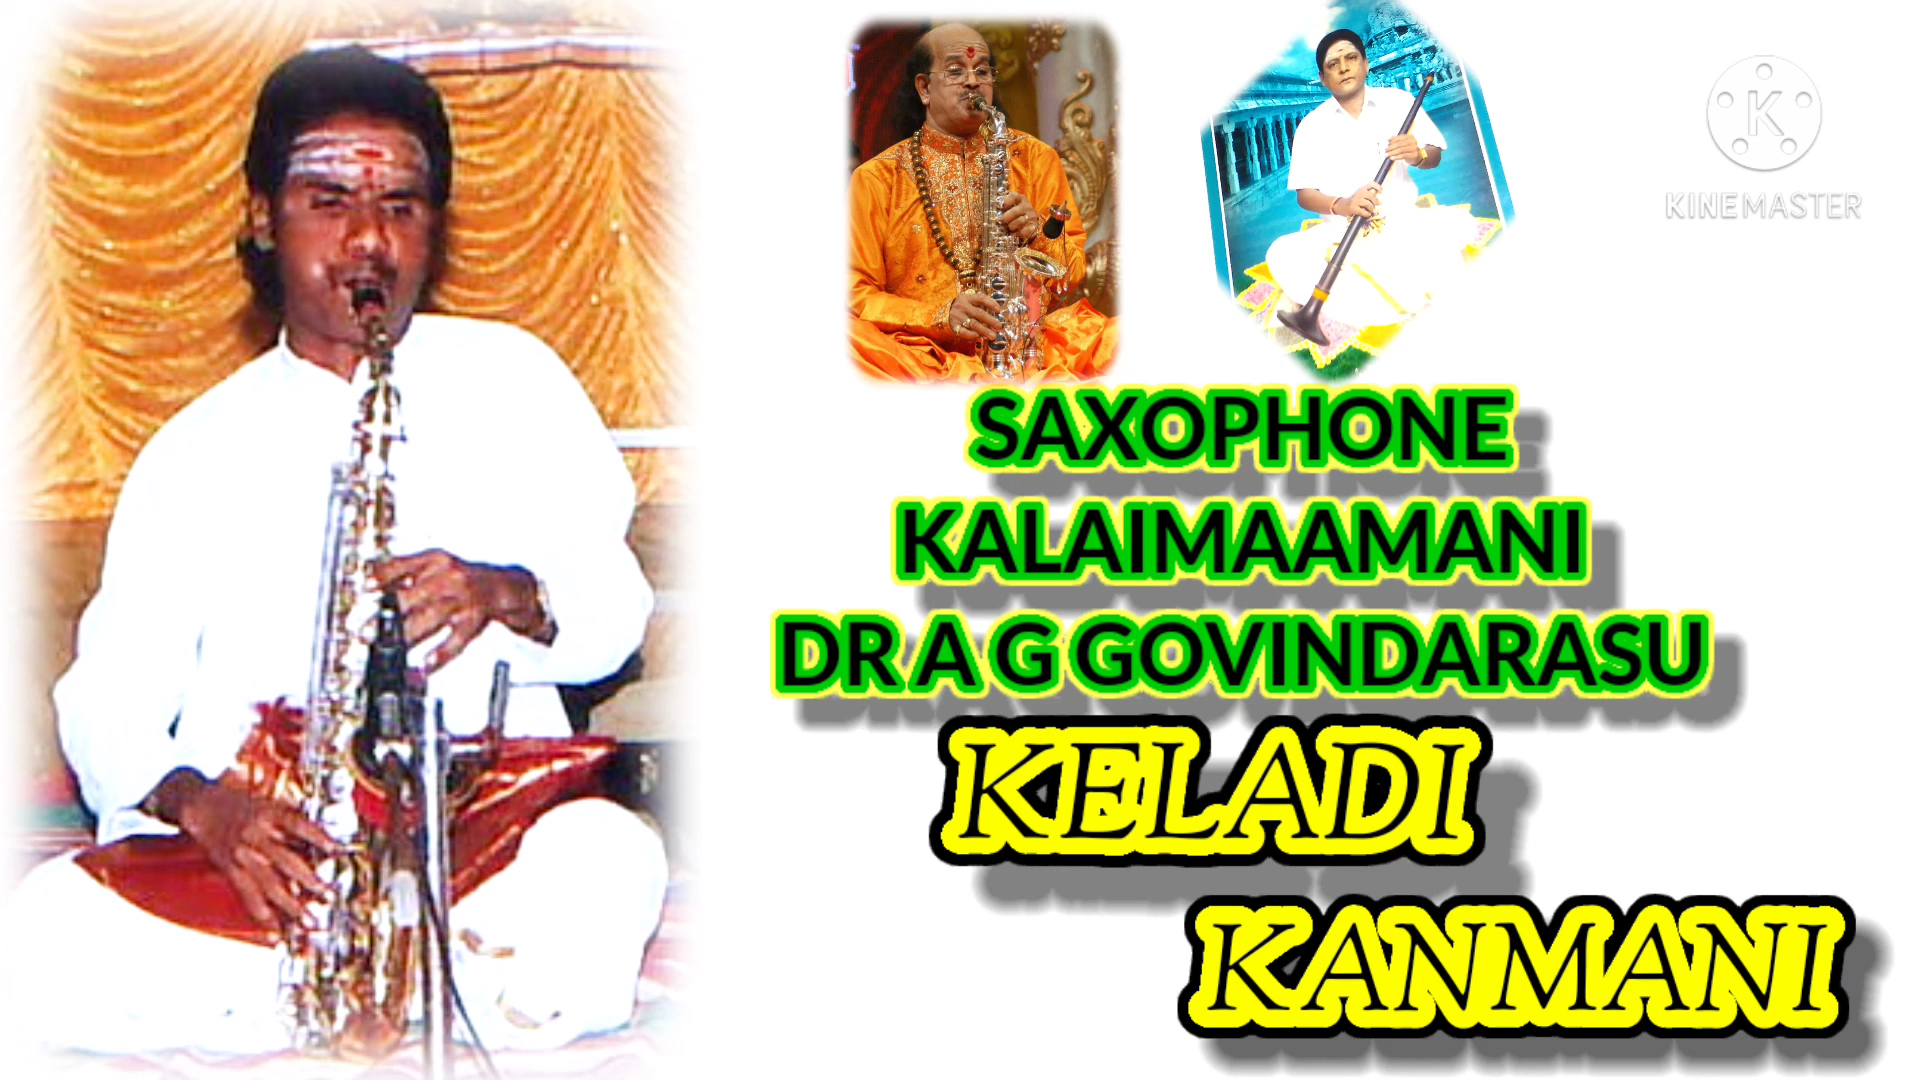 K
KINEMASTER
SAXOPHONE
KALAIMAAMANI
DR A G GOVINDARASU
KELADI
KANMANI